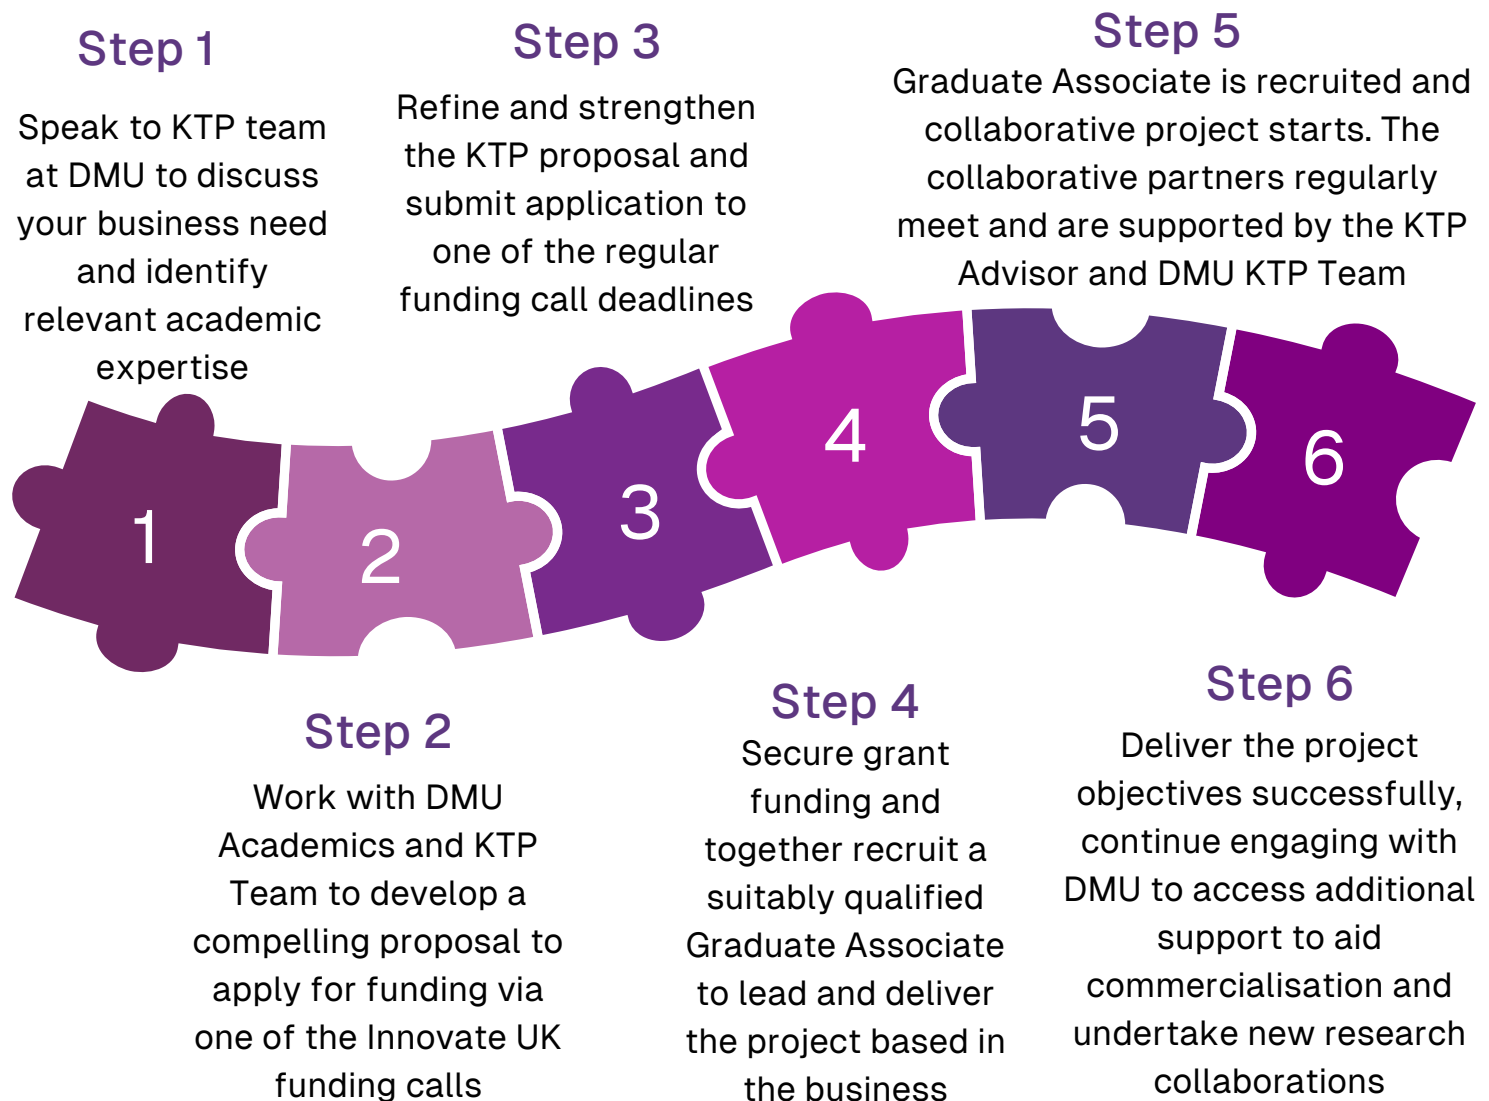 Step 1
Speak to KTP team
at DMU to discuss
your business need
and identify
relevant academic
expertise
Step 3
Refine and strengthen
the KTP proposal and
submit application to
one of the regular
funding call deadlines
Step 5
Graduate Associate is recruited and
collaborative project starts. The
collaborative partners regularly
meet and are supported by the KTP
Advisor and DMU KTP Team
1
2
3
4
5
6
Step 2
Work with DMU
Academics and KTP
Team to develop a
compelling proposal to
apply for funding via
one of the Innovate UK
funding calls
Step 4
Secure grant
funding and
together recruit a
suitably qualified
Graduate Associate
to lead and deliver
the project based in
the business
Step 6
Deliver the project
objectives successfully,
continue engaging with
DMU to access additional
support to aid
commercialisation and
undertake new research
collaborations